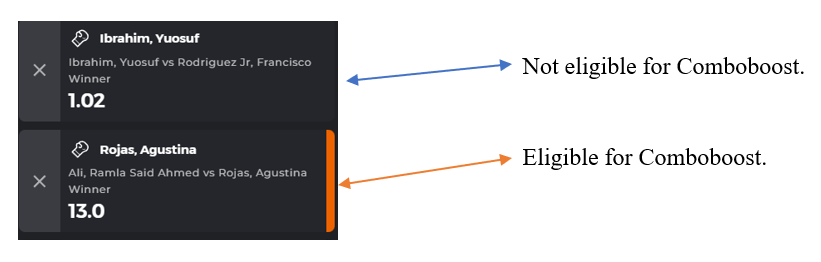 Ibrahim, Yuosuf
Ibrahim, Yuosuf vs Rodriguez Jr, Francisco
Winner
1.02
Not eligible for Comboboost.
Rojas, Agustina
Ali, Ramla Said Ahmed vs Rojas, Agustina
Winner
13.0
Eligible for Comboboost.